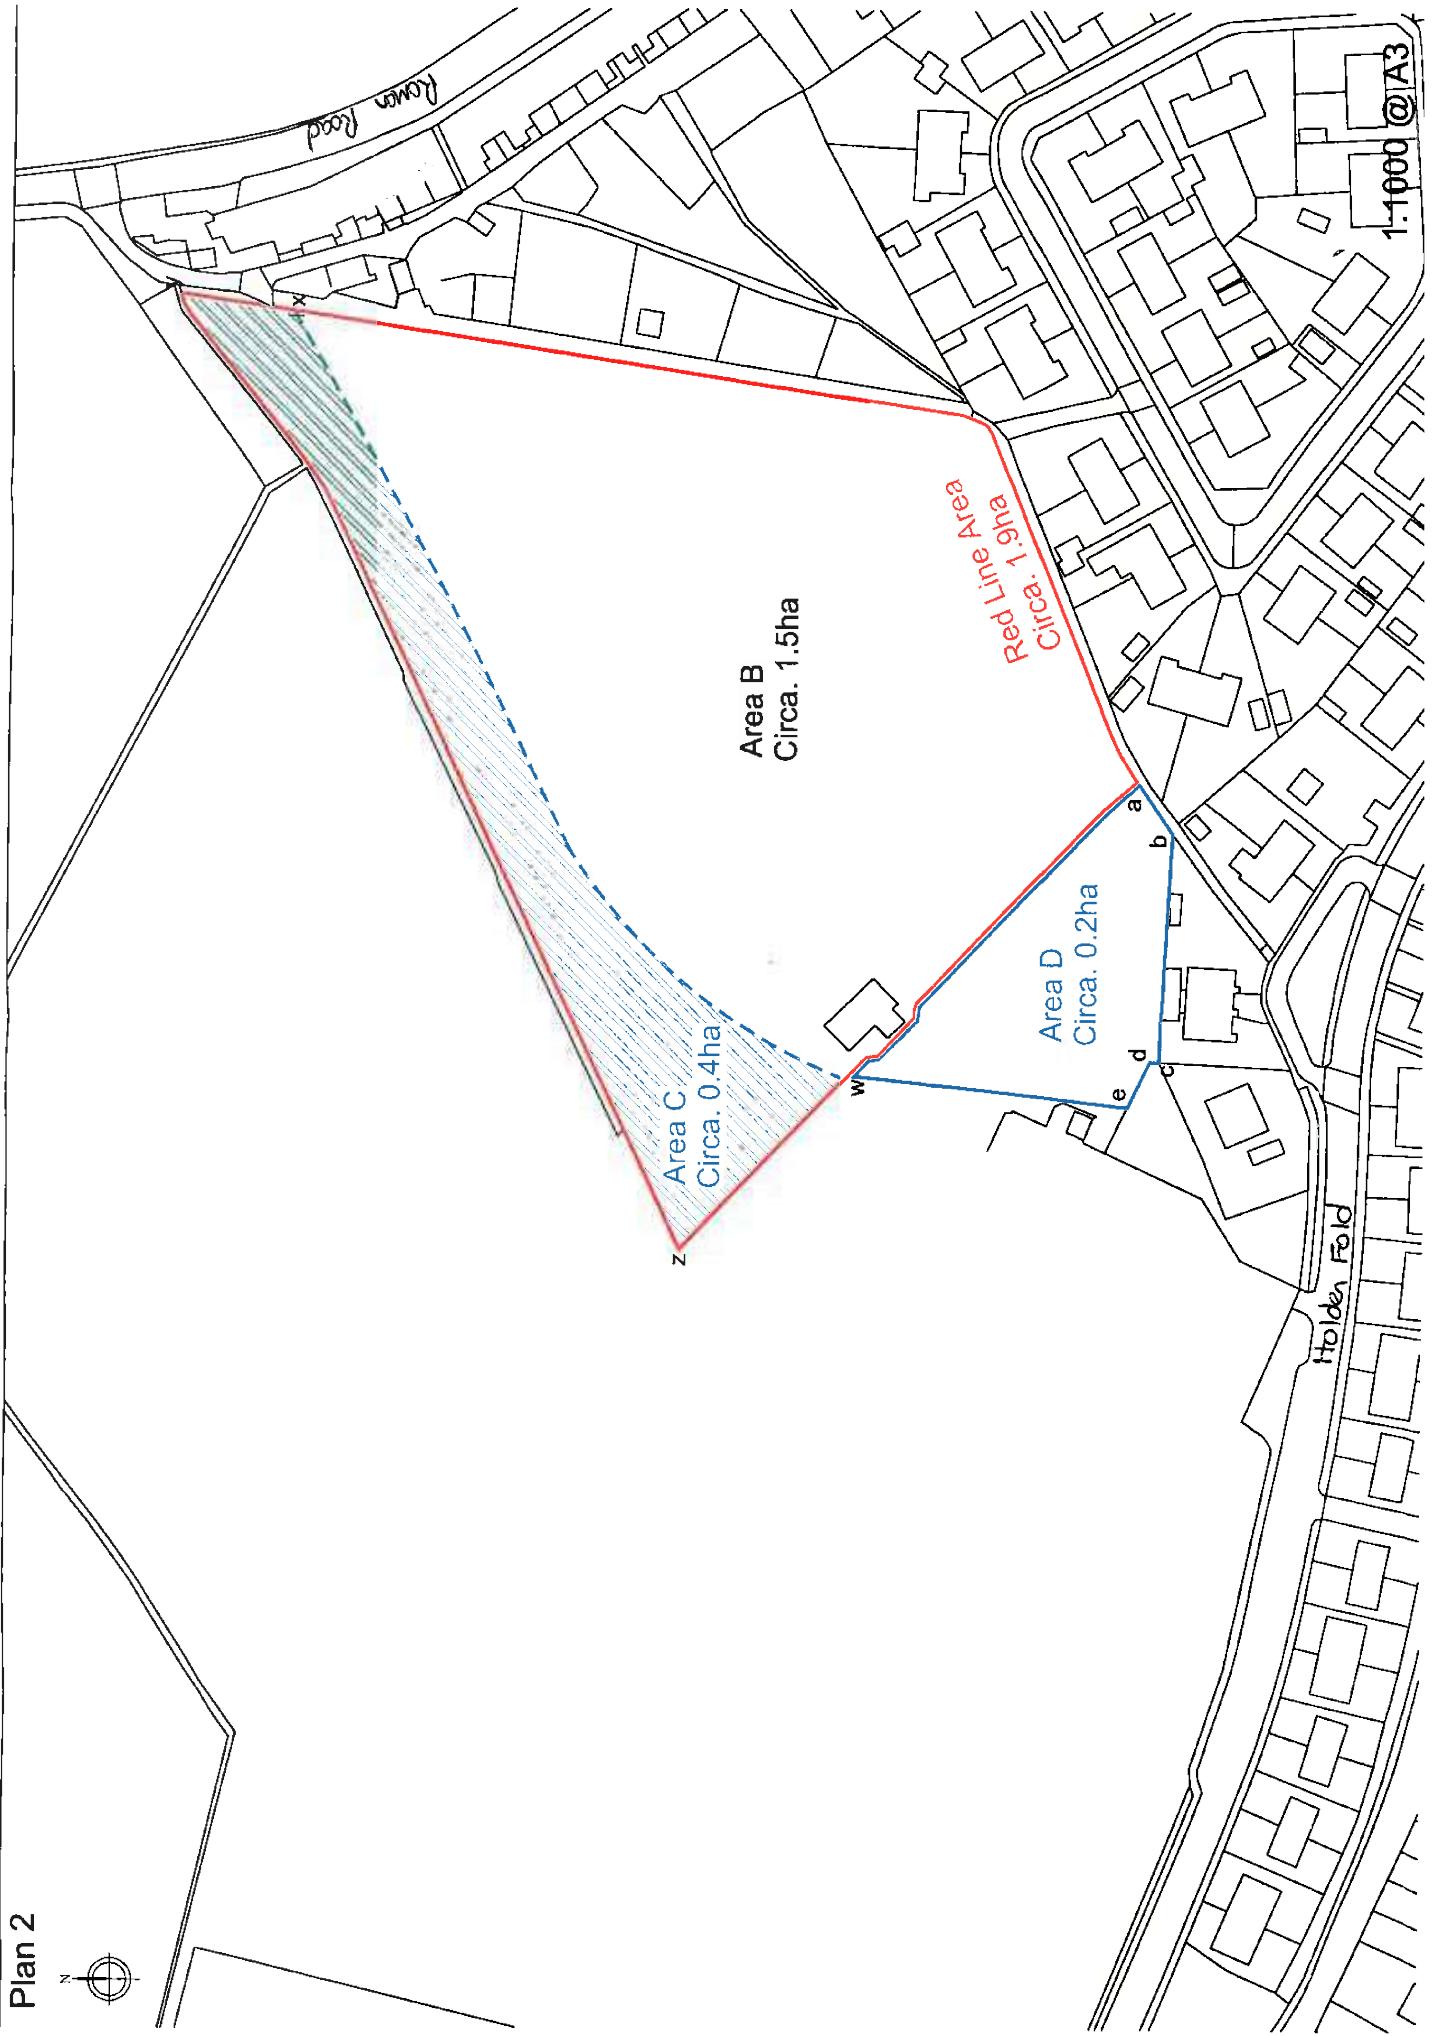 Plan 2
N
Roman
Road
x
Area B
Circa. 1.5ha
Red Line Area
Circa. 1.9ha
Area C
Circa. 0.4ha
z
w
Area D
Circa. 0.2ha
a
b
c
d
e
Holden Fold
1:1000 @ A3